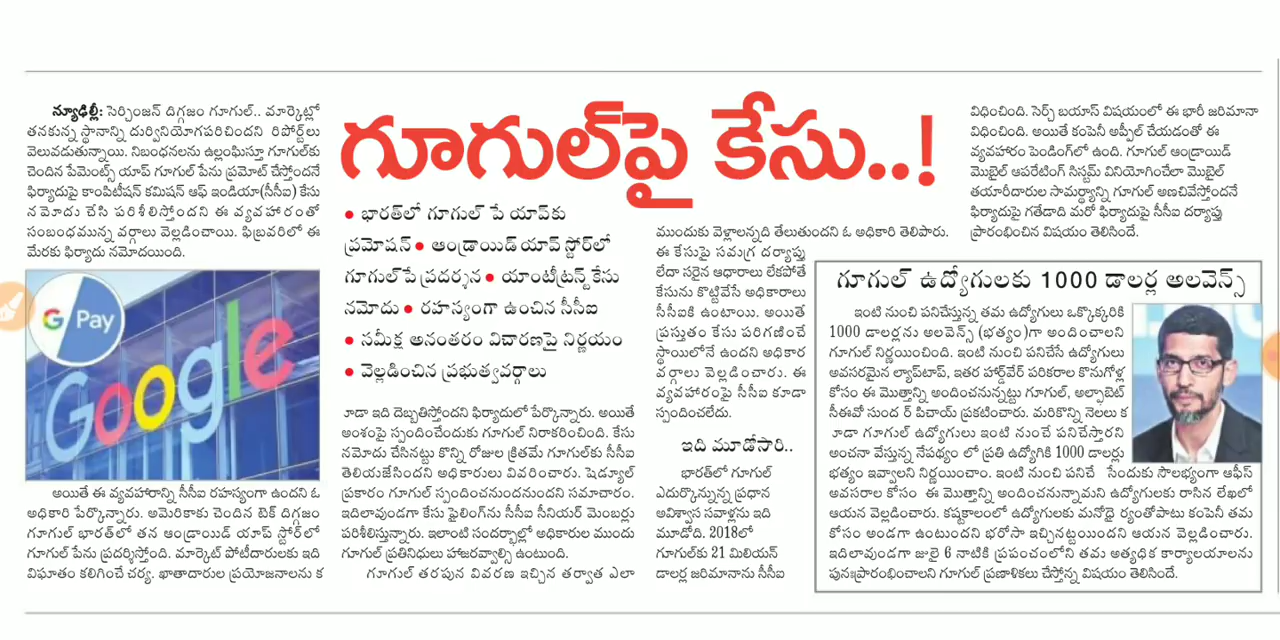 గూగుల్‌పై కేసు..!
న్యూఢిల్లీ: సెర్చింజన్ దిగ్గజం గూగుల్.. మార్కెట్లో
తనకున్న స్థానాన్ని దుర్వినియోగపరిచిందని రిపోర్ట్‌లు
వెలువడుతున్నాయి. నిబంధనలను ఉల్లంఘిస్తూ గూగుల్‌కు
చెందిన పేమెంట్స్ యాప్ గూగుల్ పేను ప్రమోట్ చేస్తోందనే
ఫిర్యాదుపై కాంపిటీషన్ కమిషన్ ఆఫ్ ఇండియా(సీసీఐ) కేసు
నమోదు చేసి పరిశీలిస్తోందని ఈ వ్యవహారంతో
సంబంధమున్న వర్గాలు వెల్లడించాయి. ఫిబ్రవరిలో ఈ
మేరకు ఫిర్యాదు నమోదయింది.
G Pay
Google
అయితే ఈ వ్యవహారాన్ని సీసీఐ రహస్యంగా ఉందని ఓ
అధికారి పేర్కొన్నారు. అమెరికాకు చెందిన టెక్ దిగ్గజం
గూగుల్ భారత్‌లో తన ఆండ్రాయిడ్ యాప్ స్టోర్‌లో
గూగుల్ పేను ప్రదర్శిస్తోంది. మార్కెట్ పోటీదారులకు ఇది
విఘాతం కలిగించే చర్య. ఖాతాదారుల ప్రయోజనాలను క
● భారత్‌లో గూగుల్ పే యాప్‌కు
ప్రమోషన్ ● ఆండ్రాయిడ్ యాప్ స్టోర్‌లో
గూగుల్‌పే ప్రదర్శన ● యాంటీట్రస్ట్ కేసు
నమోదు ● రహస్యంగా ఉంచిన సీసీఐ
● సమీక్ష అనంతరం విచారణపై నిర్ణయం
● వెల్లడించిన ప్రభుత్వవర్గాలు
ూడా ఇది దెబ్బతీస్తోందని ఫిర్యాదులో పేర్కొన్నారు. అయితే
అంశంపై స్పందించేందుకు గూగుల్ నిరాకరించింది. కేసు
నమోదు చేసినట్టు కొన్ని రోజుల క్రితమే గూగుల్‌కు సీసీఐ
తెలియజేసిందని అధికారులు వివరించారు. షెడ్యూల్
ప్రకారం గూగుల్ స్పందించనుందనుందని సమాచారం.
ఇదిలావుండగా కేసు ఫైలింగ్‌ను సీసీఐ సీనియర్ మెంబర్లు
పరిశీలిస్తున్నారు. ఇలాంటి సందర్భాల్లో అధికారుల ముందు
గూగుల్ ప్రతినిధులు హాజరవ్వాల్సి ఉంటుంది.
గూగుల్ తరపున వివరణ ఇచ్చిన తర్వాత ఎలా
ముందుకు వెళ్లాలన్నది తేలుతుందని ఓ అధికారి తెలిపారు.
ఈ కేసుపై సమగ్ర దర్యాప్తు
లేదా సరైన ఆధారాలు లేకపోతే
కేసును కొట్టివేసే అధికారాలు
సీసీఐకి ఉంటాయి. అయితే
ప్రస్తుతం కేసు పరిగణించే
స్థాయిలోనే ఉందని అధికార
వర్గాలు వెల్లడించారు. ఈ
వ్యవహారంపై సీసీఐ కూడా
స్పందించలేదు.
ఇది మూడోసారి..
భారత్‌లో గూగుల్
ఎదుర్కొన్నున్న ప్రధాన
అవిశ్వాస సవాళ్లను ఇది
మూడోది. 2018లో
గూగుల్‌కు 21 మిలియన్
డాలర్ల జరిమానాను సీసీఐ
విధించింది. సెర్చ్ బయాస్ విషయంలో ఈ భారీ జరిమానా
విధించింది. అయితే కంపెనీ అప్పీల్ చేయడంతో ఈ
వ్యవహారం పెండింగ్‌లో ఉంది. గూగుల్ ఆండ్రాయిడ్
మొబైల్ ఆపరేటింగ్ సిస్టమ్ వినియోగించేలా మొబైల్
తయారీదారుల సామర్థ్యాన్ని గూగుల్ అణచివేస్తోందనే
ఫిర్యాదుపై గతేడాది మరో ఫిర్యాదుపై సీసీఐ దర్యాప్తు
ప్రారంభించిన విషయం తెలిసిందే.
గూగుల్ ఉద్యోగులకు 1000 డాలర్ల అలవెన్స్
ఇంటి నుంచి పనిచేస్తున్న తమ ఉద్యోగులు ఒక్కొక్కరికి
1000 డాలర్లను అలవెన్స్ (భత్యం)గా అందించాలని
గూగుల్ నిర్ణయించింది. ఇంటి నుంచి పనిచేసే ఉద్యోగులు
అవసరమైన ల్యాప్‌టాప్, ఇతర హార్డ్‌వేర్ పరికరాల కొనుగోళ్ల
కోసం ఈ మొత్తాన్ని అందించనున్నట్టు గూగుల్, అల్ఫాబెట్
సీఈవో సుంద ర్ పిచాయ్ ప్రకటించారు. మరికొన్ని నెలలు క
ూడా గూగుల్ ఉద్యోగులు ఇంటి నుంచే పనిచేస్తారని
అంచనా వేస్తున్న నేపథ్యం లో ప్రతి ఉద్యోగికి 1000 డాలర్లు
భత్యం ఇవ్వాలని నిర్ణయించాం. ఇంటి నుంచి పనిచే సేందుకు సౌలభ్యంగా ఆఫీస్
అవసరాల కోసం ఈ మొత్తాన్ని అందించనున్నామని ఉద్యోగులకు రాసిన లేఖలో
ఆయన వెల్లడించారు. కష్టకాలంలో ఉద్యోగులకు మనోధై ర్యంతోపాటు కంపెనీ తమ
కోసం అండగా ఉంటుందని భరోసా ఇచ్చినట్టయిందని ఆయన వెల్లడించారు.
ఇదిలావుండగా జులై 6 నాటికి ప్రపంచంలోని తమ అత్యధిక కార్యాలయాలను
పునఃప్రారంభించాలని గూగుల్ ప్రణాళికలు చేస్తోన్న విషయం తెలిసిందే.